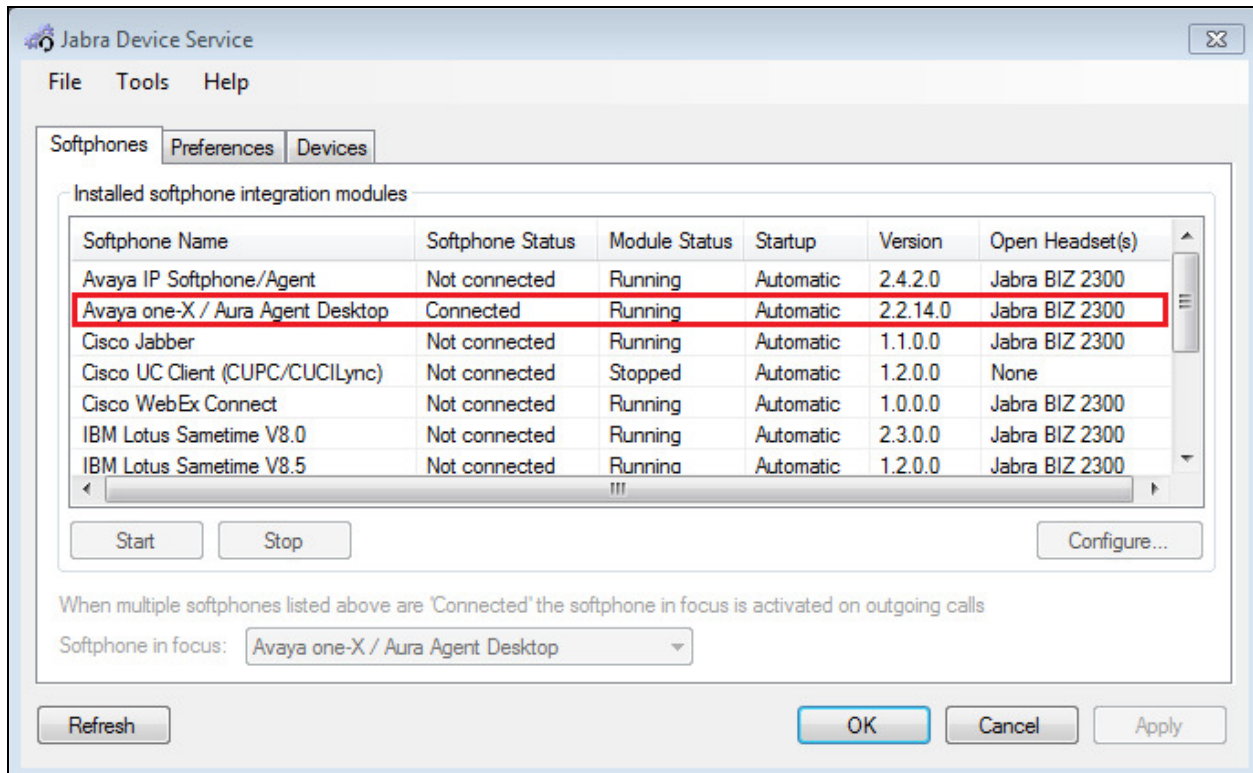 Jabra Device Service
File Tools Help
Softphones Preferences Devices
Installed softphone integration modules
Softphone Name Softphone Status Module Status Startup Version Open Headset(s)
Avaya IP Softphone/Agent Not connected Running Automatic 2.4.2.0 Jabra BIZ 2300
Avaya one-X / Aura Agent Desktop Connected Running Automatic 2.2.14.0 Jabra BIZ 2300
Cisco Jabber Not connected Running Automatic 1.1.0.0 Jabra BIZ 2300
Cisco UC Client (CUPC/CUCILync) Not connected Stopped Automatic 1.2.0.0 None
Cisco WebEx Connect Not connected Running Automatic 1.0.0.0 Jabra BIZ 2300
IBM Lotus Sametime V8.0 Not connected Running Automatic 2.3.0.0 Jabra BIZ 2300
IBM Lotus Sametime V8.5 Not connected Running Automatic 1.2.0.0 Jabra BIZ 2300
Start Stop Configure...
When multiple softphones listed above are 'Connected' the softphone in focus is activated on outgoing calls
Softphone in focus: Avaya one-X / Aura Agent Desktop
Refresh OK Cancel Apply